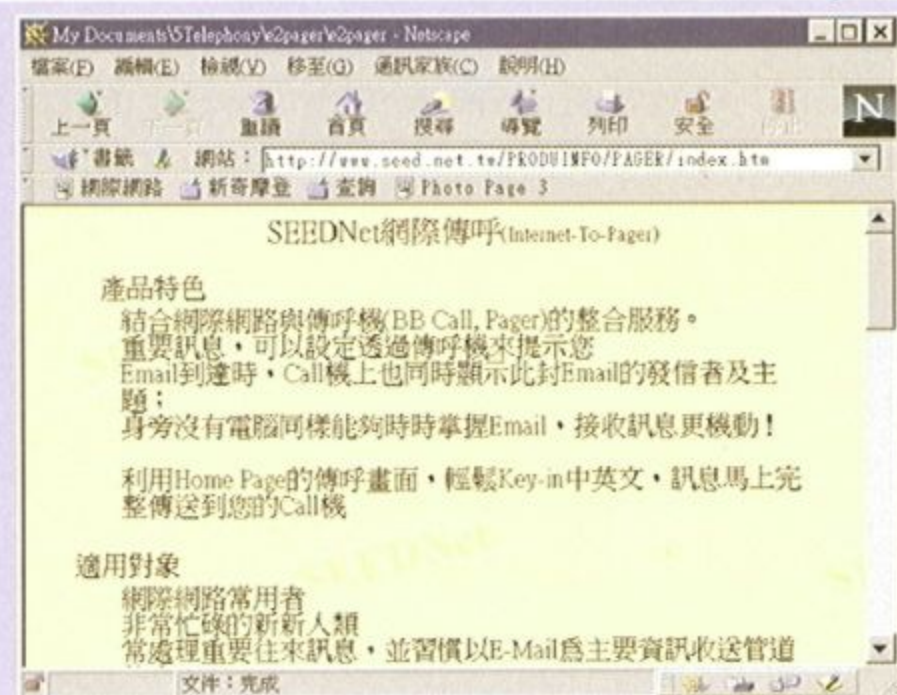 My Documents\5Telephony\e2pager\e2pager - Netscape
檔案(F) 編輯(E) 檢視(V) 移至(G) 通訊家族(C) 說明(H)
上一頁 下一頁 重讀 首頁 搜尋 導覽 列印 安全 停止
書籤 網站: http://www.seed.net.tw/PRODUINFO/PAGER/index.htm
網際網路 新奇摩登 查詢 Photo Page 3
SEEDNet網際傳呼(Internet-To-Pager)
產品特色
結合網際網路與傳呼機(BB Call, Pager)的整合服務。
重要訊息,可以設定透過傳呼機來提示您
Email到達時,Call機上也同時顯示此封Email的發信者及主
題;
身旁沒有電腦同樣能夠時時掌握Email,接收訊息更機動!
利用Home Page的傳呼畫面,輕鬆Key-in中英文,訊息馬上完
整傳送到您的Call機
適用對象
網際網路常用者
非常忙碌的新新人類
常處理重要往來訊息,並習慣以E-Mail為主要資訊收送管道
文件:完成